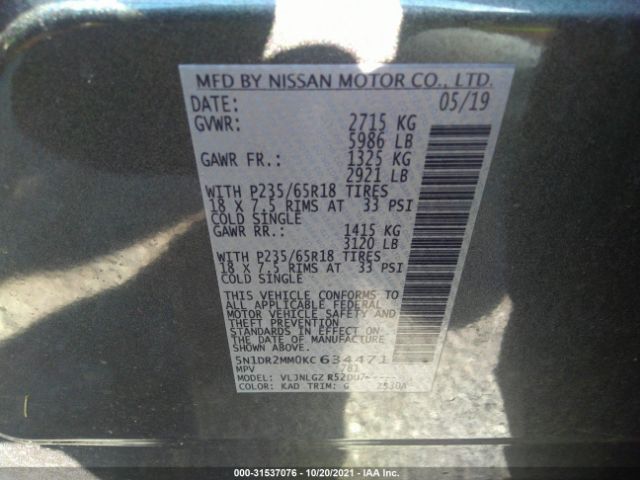 MFD BY NISSAN MOTOR CO., LTD.
DATE: 05/19
GVWR: 2715 KG
5986 LB
GAWR FR.: 1325 KG
2921 LB
WITH P235/65R18 TIRES
18 X 7.5 RIMS AT 33 PSI
COLD SINGLE
GAWR RR.: 1415 KG
3120 LB
WITH P235/65R18 TIRES
18 X 7.5 RIMS AT 33 PSI
COLD SINGLE
THIS VEHICLE CONFORMS TO
ALL APPLICABLE FEDERAL
MOTOR VEHICLE SAFETY AND
THEFT PREVENTION
STANDARDS IN EFFECT ON THE
DATE OF MANUFACTURE
SHOWN ABOVE.
5N1DR2MM0KC634471
MPV 781
MODEL: VLJNLGZ
COLOR: KAD TRIM: G
000-31537076 - 10/20/2021 - IAA Inc.